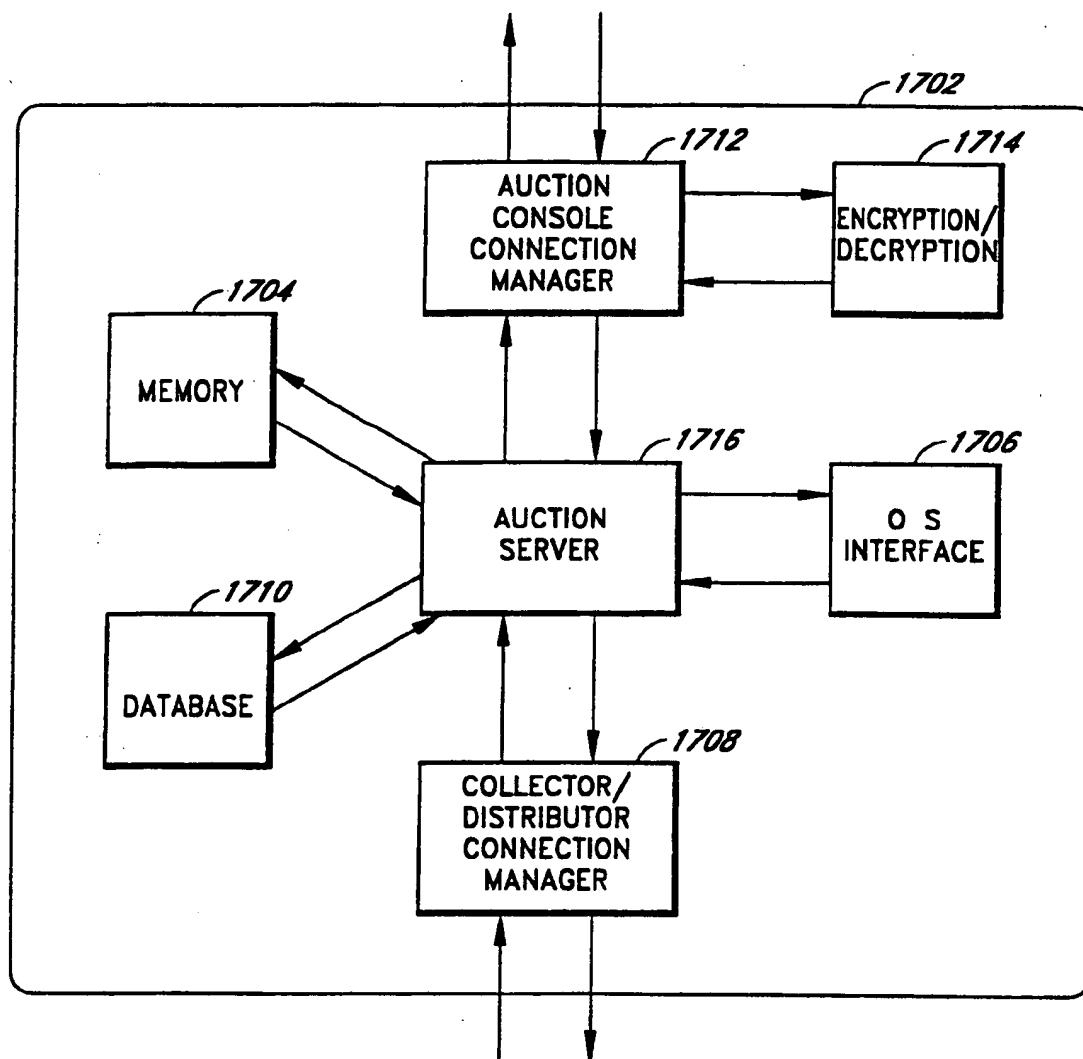 1702
1712
AUCTION
CONSOLE
CONNECTION
MANAGER
1714
ENCRYPTION/
DECRYPTION
1704
MEMORY
1716
AUCTION
SERVER
1706
O S
INTERFACE
1710
DATABASE
1708
COLLECTOR/
DISTRIBUTOR
CONNECTION
MANAGER